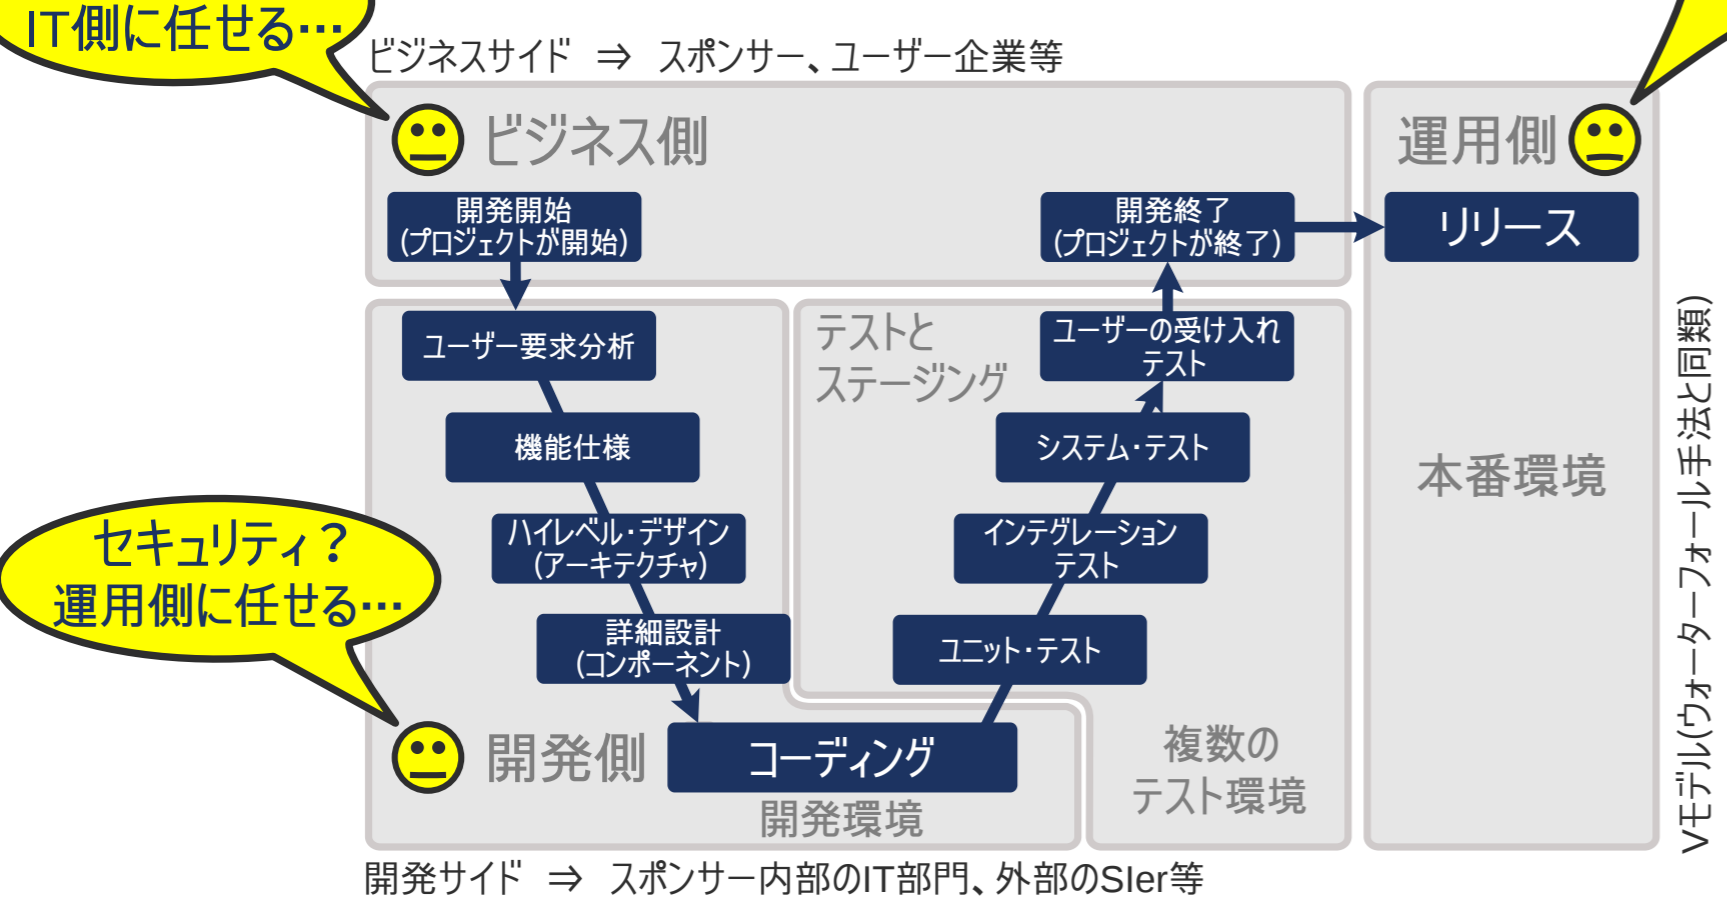 IT側に任せる…
ビジネスサイド ⇒ スポンサー、ユーザー企業等
ビジネス側
運用側
開発開始
(プロジェクトが開始)
開発終了
(プロジェクトが終了)
リリース
ユーザー要求分析
テストと
ステージング
ユーザーの受け入れ
テスト
機能仕様
システム・テスト
本番環境
ハイレベル・デザイン
(アーキテクチャ)
インテグレーション
テスト
セキュリティ?
運用側に任せる…
詳細設計
(コンポーネント)
ユニット・テスト
開発側
コーディング
開発環境
複数の
テスト環境
Vモデル(ウォーターフォール手法と同類)
開発サイド ⇒ スポンサー内部のIT部門、外部のSIer等